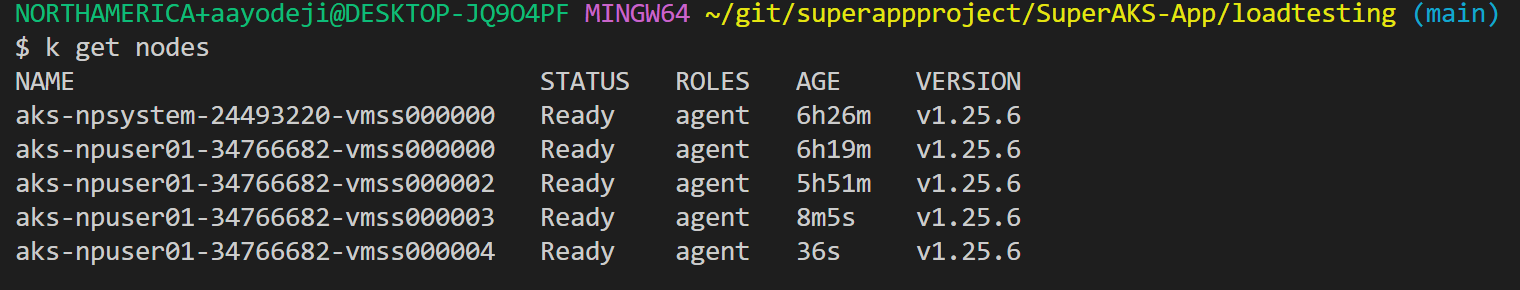 NORTHAMERICA+aayodeji@DESKTOP-JQ9O4PF MINGW64 ~/git/superappproject/SuperAKS-App/loadtesting (main)
$ k get nodes
NAME STATUS ROLES AGE VERSION
aks-npsystem-24493220-vmss000000 Ready agent 6h26m v1.25.6
aks-npuser01-34766682-vmss000000 Ready agent 6h19m v1.25.6
aks-npuser01-34766682-vmss000002 Ready agent 5h51m v1.25.6
aks-npuser01-34766682-vmss000003 Ready agent 8m5s v1.25.6
aks-npuser01-34766682-vmss000004 Ready agent 36s v1.25.6